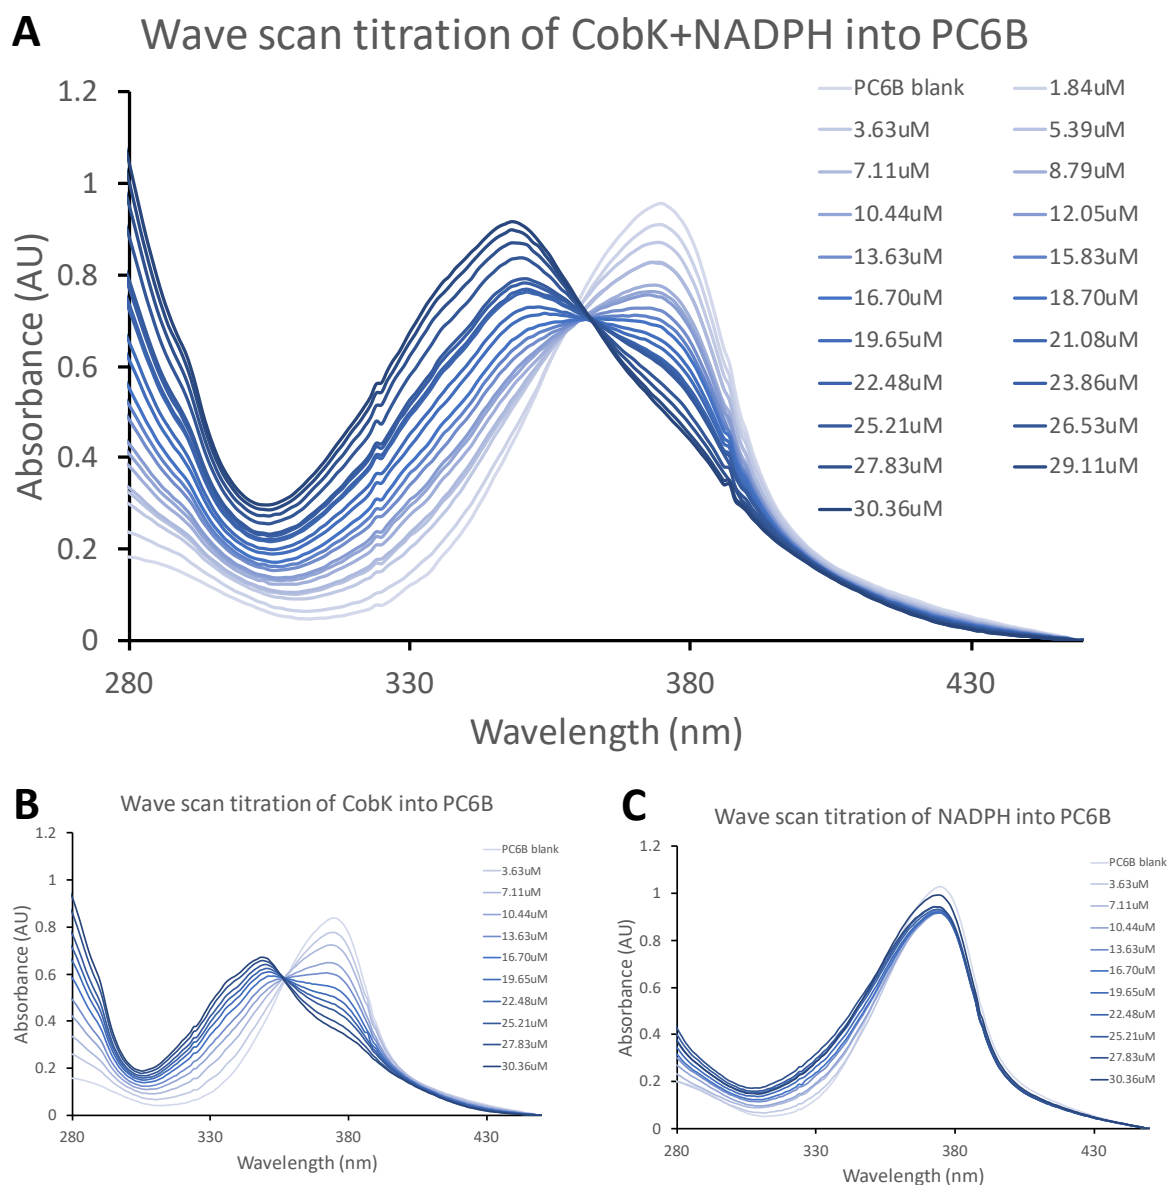 A
Wave scan titration of CobK+NADPH into PC6B
1.2
1
0.8
0.6
0.4
0.2
0
Absorbance (AU)
280
330
380
430
Wavelength (nm)
PC6B blank
1.84uM
3.63uM
5.39uM
7.11uM
8.79uM
10.44uM
12.05uM
13.63uM
15.83uM
16.70uM
18.70uM
19.65uM
21.08uM
22.48uM
23.86uM
25.21uM
26.53uM
27.83uM
29.11uM
30.36uM
B
Wave scan titration of CobK into PC6B
1.2
1
0.8
0.6
0.4
0.2
0
Absorbance (AU)
280
330
380
430
Wavelength (nm)
PC6B blank
3.63uM
7.11uM
10.44uM
13.63uM
16.70uM
19.65uM
22.48uM
25.21uM
27.83uM
30.36uM
C
Wave scan titration of NADPH into PC6B
1.2
1
0.8
0.6
0.4
0.2
0
Absorbance (AU)
280
330
380
430
Wavelength (nm)
PC6B blank
3.63uM
7.11uM
10.44uM
13.63uM
16.70uM
19.65uM
22.48uM
25.21uM
27.83uM
30.36uM